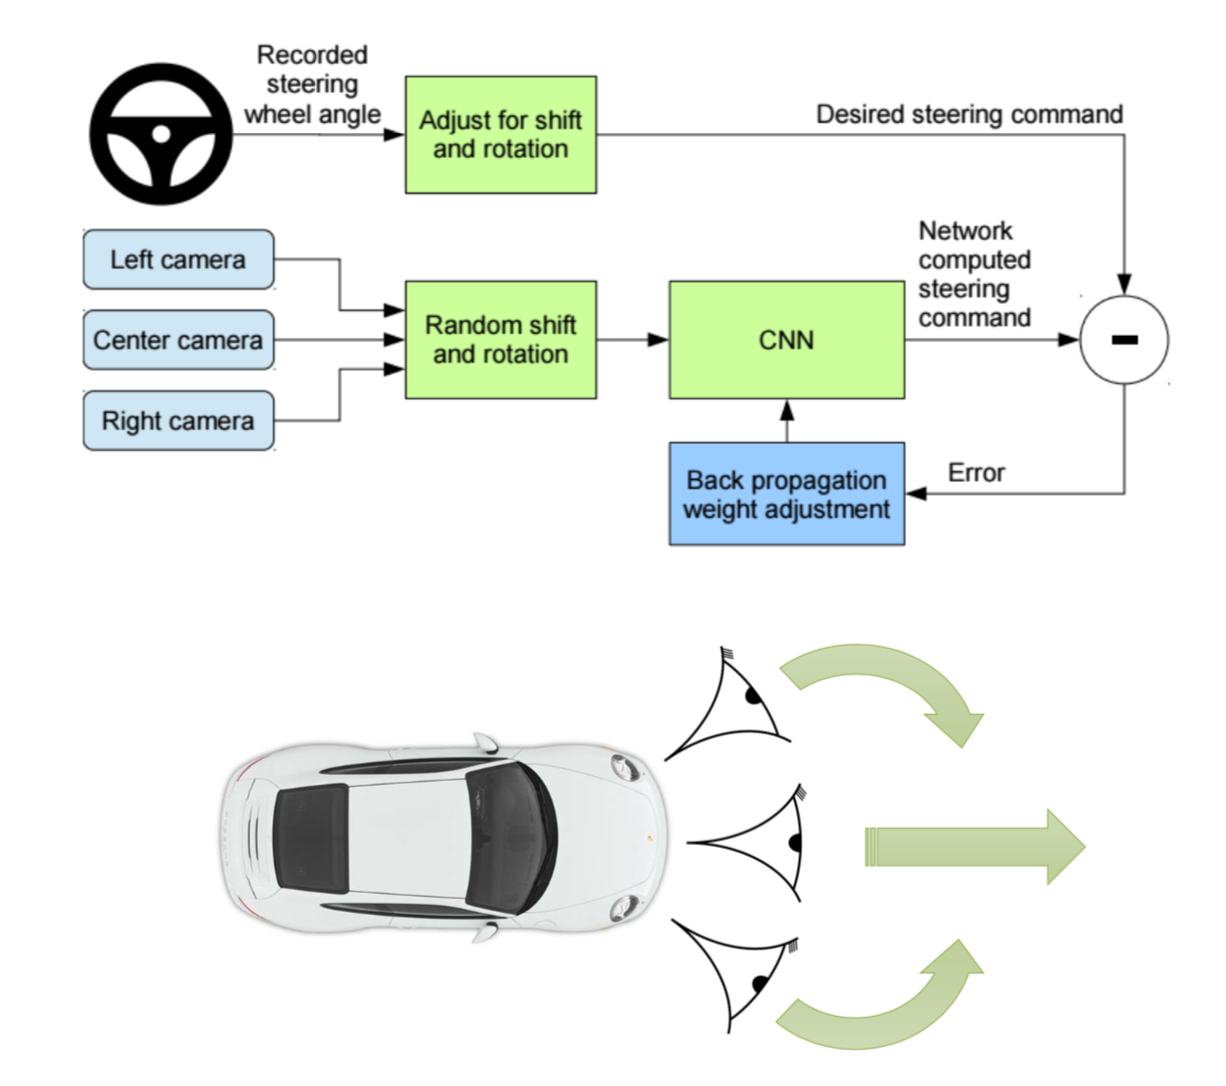 Recorded
steering
wheel angle
Adjust for shift
and rotation
Desired steering command
Left camera
Center camera
Right camera
Random shift
and rotation
CNN
Network
computed
steering
command
-
Back propagation
weight adjustment
Error